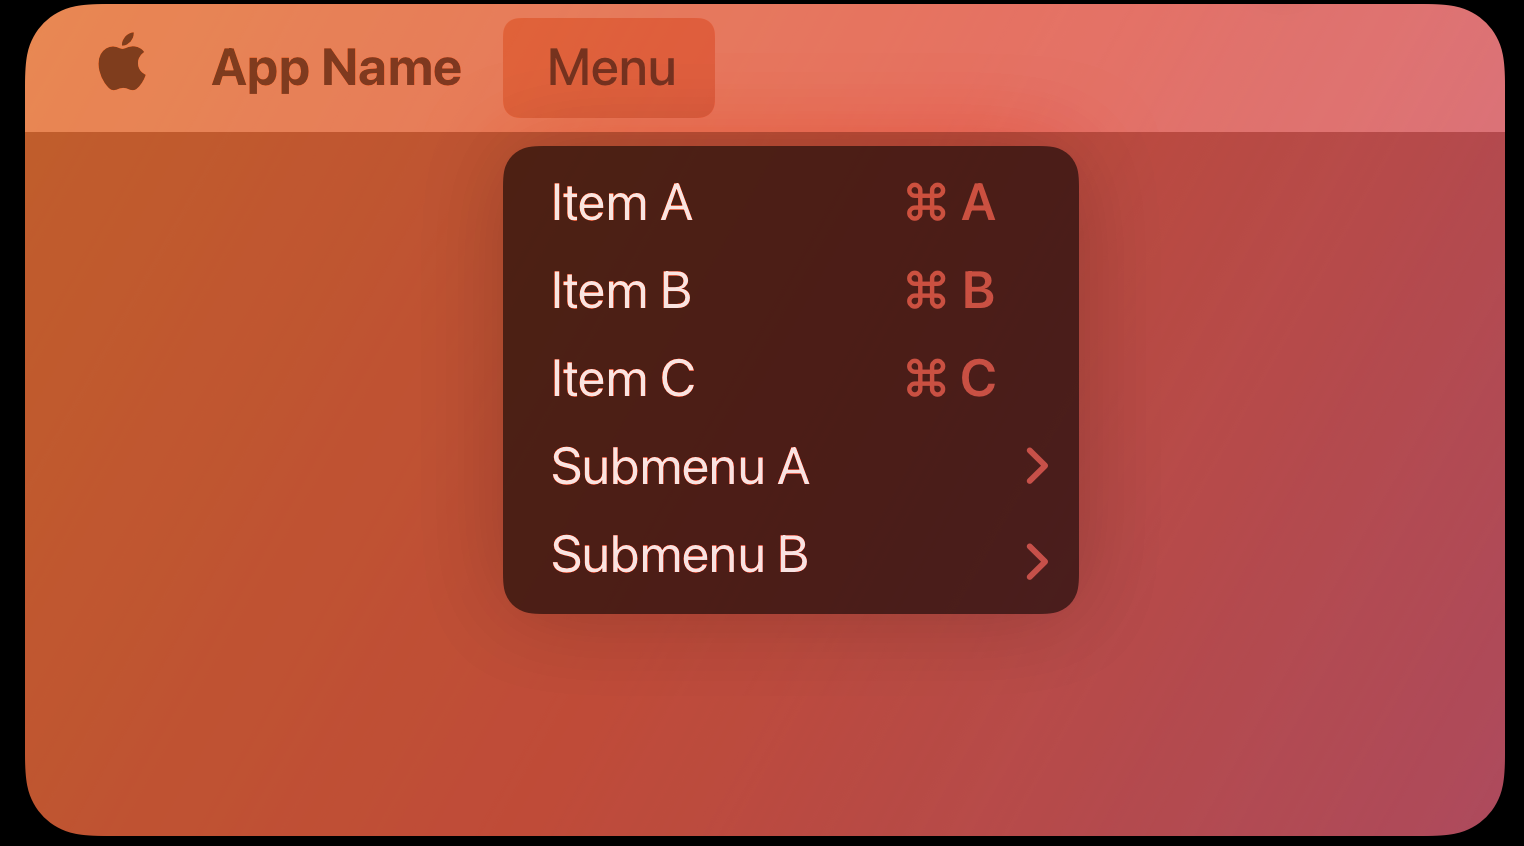 App Name Menu
Item A ⌘ A
Item B ⌘ B
Item C ⌘ C
Submenu A
Submenu B